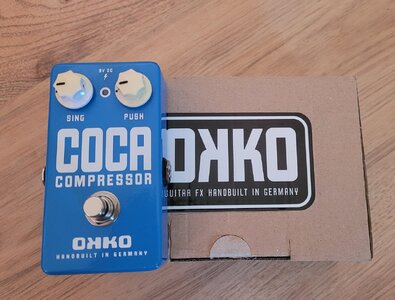 9V DC
SING
PUSH
COCA
COMPRESSOR
OKKO
HANDBUILT IN GERMANY
OKKO
GUITAR FX HANDBUILT IN GERMANY